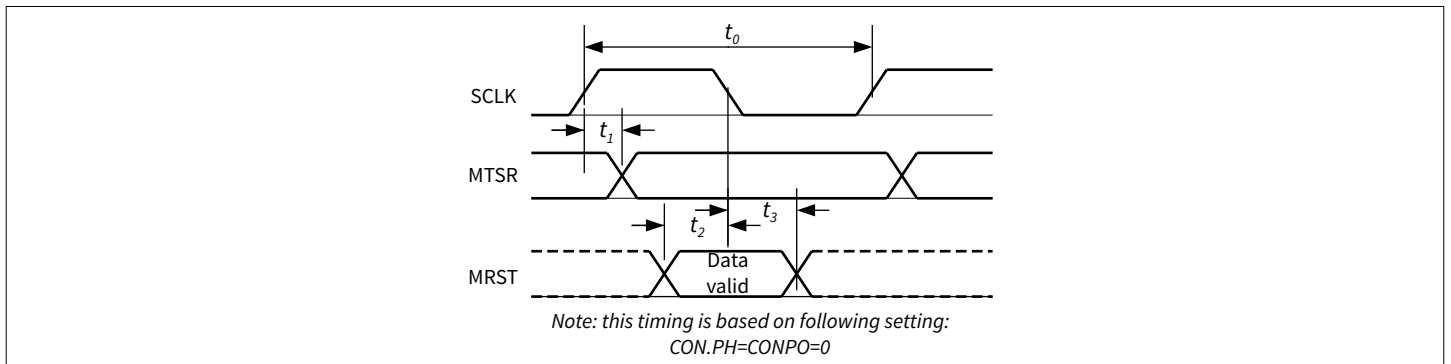 t0
SCLK
t1
MTSR
t3
t2
MRST
Data
valid
Note: this timing is based on following setting:
CON.PH=CONPO=0